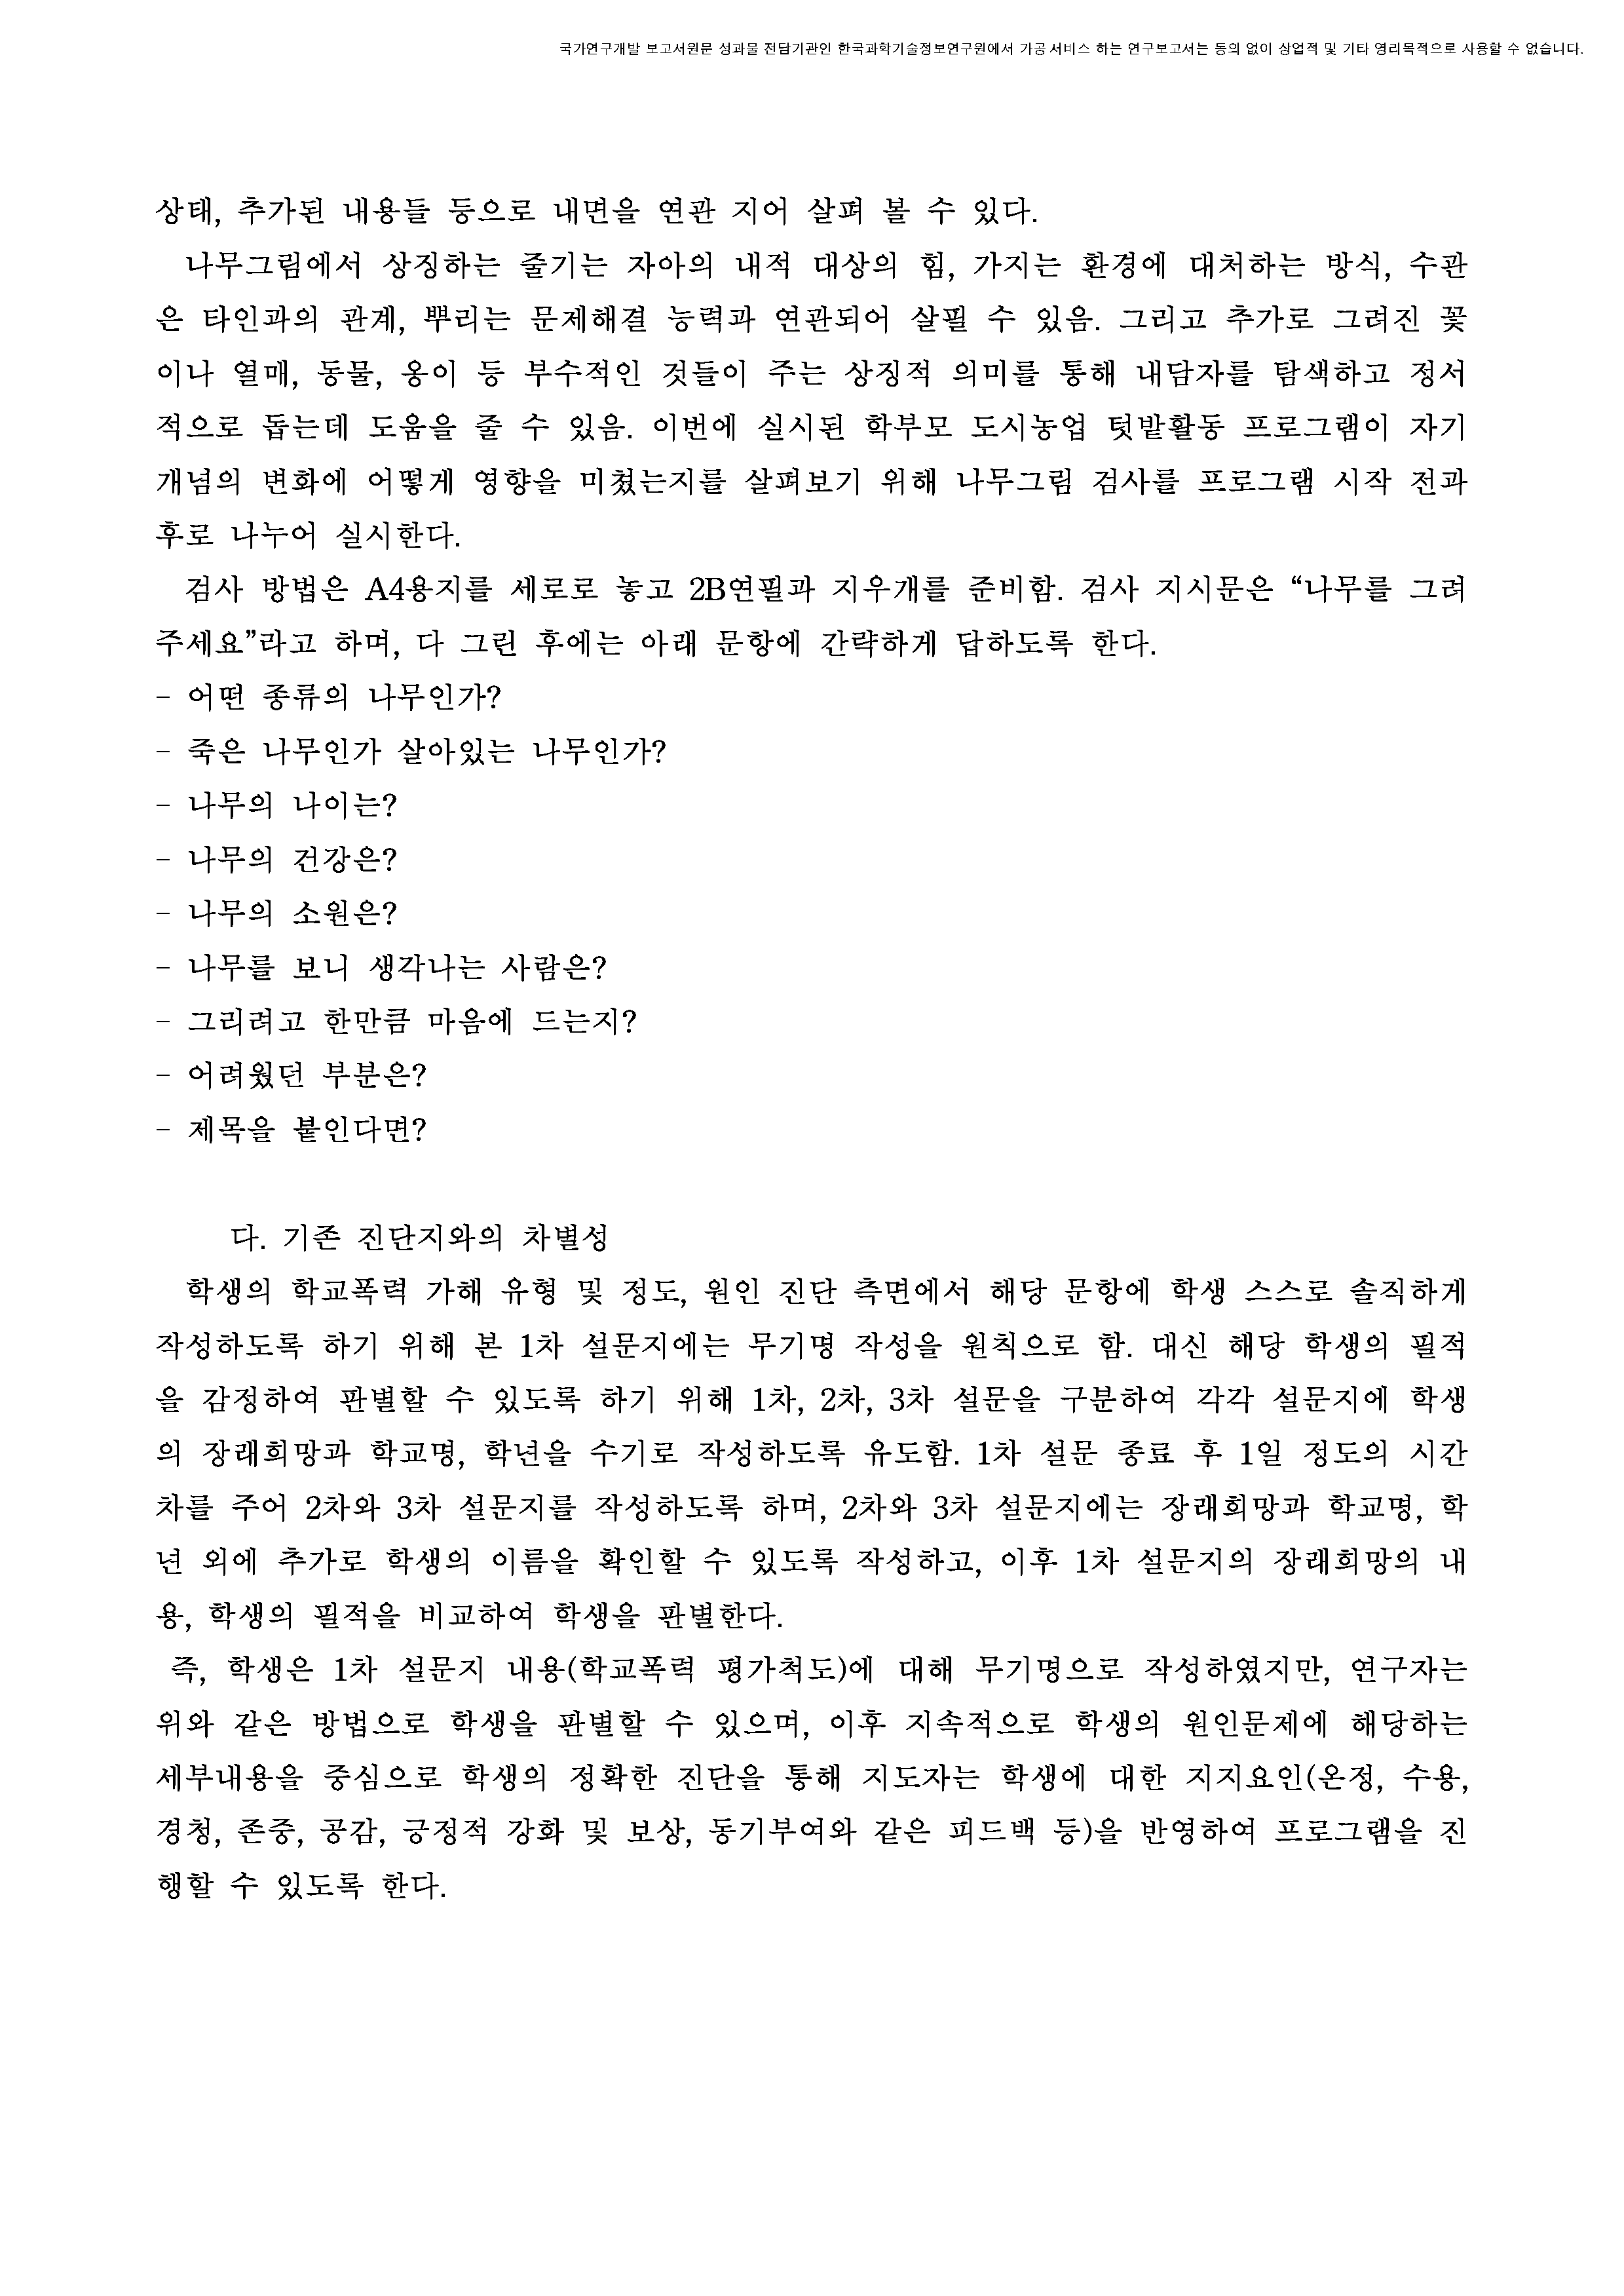 국가연구개발 보고서원문 성과물 전담기관인 한국과학기술정보연구원에서 가공·서비스 하는 연구보고서는 동의 없이 상업적 및 기타 영리목적으로 사용할 수 없습니다.
상태, 추가된 내용들 등으로 내면을 연관 지어 살펴 볼 수 있다.
나무그림에서 상징하는 줄기는 자아의 내적 대상의 힘, 가지는 환경에 대처하는 방식, 수관
은 타인과의 관계, 뿌리는 문제해결 능력과 연관되어 살필 수 있음. 그리고 추가로 그려진 꽃
이나 열매, 동물, 옹이 등 부수적인 것들이 주는 상징적 의미를 통해 내담자를 탐색하고 정서
적으로 돕는데 도움을 줄 수 있음. 이번에 실시된 학부모 도시농업 텃밭활동 프로그램이 자기
개념의 변화에 어떻게 영향을 미쳤는지를 살펴보기 위해 나무그림 검사를 프로그램 시작 전과
후로 나누어 실시한다.
검사 방법은 A4용지를 세로로 놓고 2B연필과 지우개를 준비함. 검사 지시문은 “나무를 그려
주세요”라고 하며, 다 그린 후에는 아래 문항에 간략하게 답하도록 한다.
- 어떤 종류의 나무인가?
- 죽은 나무인가 살아있는 나무인가?
- 나무의 나이는?
- 나무의 건강은?
- 나무의 소원은?
- 나무를 보니 생각나는 사람은?
- 그리려고 한만큼 마음에 드는지?
- 어려웠던 부분은?
- 제목을 붙인다면?
다. 기존 진단지와의 차별성
학생의 학교폭력 가해 유형 및 정도, 원인 진단 측면에서 해당 문항에 학생 스스로 솔직하게
작성하도록 하기 위해 본 1차 설문지에는 무기명 작성을 원칙으로 함. 대신 해당 학생의 필적
을 감정하여 판별할 수 있도록 하기 위해 1차, 2차, 3차 설문을 구분하여 각각 설문지에 학생
의 장래희망과 학교명, 학년을 수기로 작성하도록 유도함. 1차 설문 종료 후 1일 정도의 시간
차를 주어 2차와 3차 설문지를 작성하도록 하며, 2차와 3차 설문지에는 장래희망과 학교명, 학
년 외에 추가로 학생의 이름을 확인할 수 있도록 작성하고, 이후 1차 설문지의 장래희망의 내
용, 학생의 필적을 비교하여 학생을 판별한다.
즉, 학생은 1차 설문지 내용(학교폭력 평가척도)에 대해 무기명으로 작성하였지만, 연구자는
위와 같은 방법으로 학생을 판별할 수 있으며, 이후 지속적으로 학생의 원인문제에 해당하는
세부내용을 중심으로 학생의 정확한 진단을 통해 지도자는 학생에 대한 지지요인(온정, 수용,
경청, 존중, 공감, 긍정적 강화 및 보상, 동기부여와 같은 피드백 등)을 반영하여 프로그램을 진
행할 수 있도록 한다.